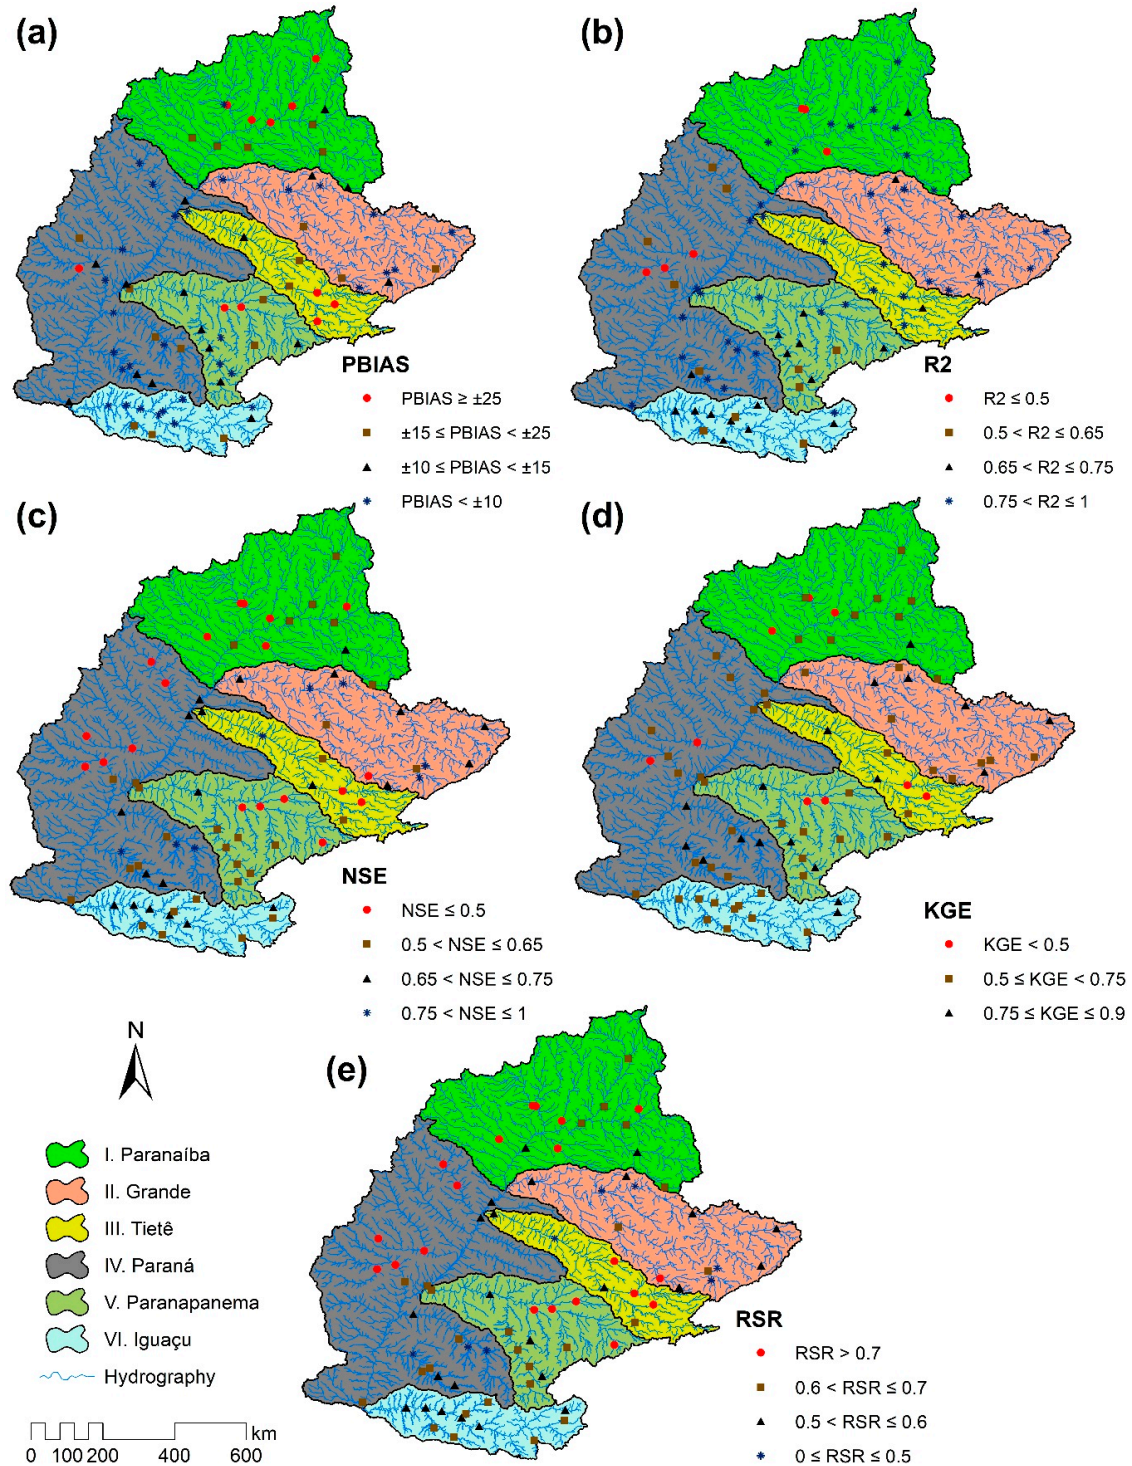 (a)
(b)
PBIAS
PBIAS ≥ ±25
±15 ≤ PBIAS < ±25
±10 ≤ PBIAS < ±15
PBIAS < ±10
R2
R2 ≤ 0.5
0.5 < R2 ≤ 0.65
0.65 < R2 ≤ 0.75
0.75 < R2 ≤ 1
(c)
(d)
NSE
NSE ≤ 0.5
0.5 < NSE ≤ 0.65
0.65 < NSE ≤ 0.75
0.75 < NSE ≤ 1
KGE
KGE < 0.5
0.5 ≤ KGE < 0.75
0.75 ≤ KGE ≤ 0.9
N
(e)
I. Paranaíba
II. Grande
III. Tietê
IV. Paraná
V. Paranapanema
VI. Iguaçu
Hydrography
km
0 100 200 400 600
RSR
RSR > 0.7
0.6 < RSR ≤ 0.7
0.5 < RSR ≤ 0.6
0 ≤ RSR ≤ 0.5